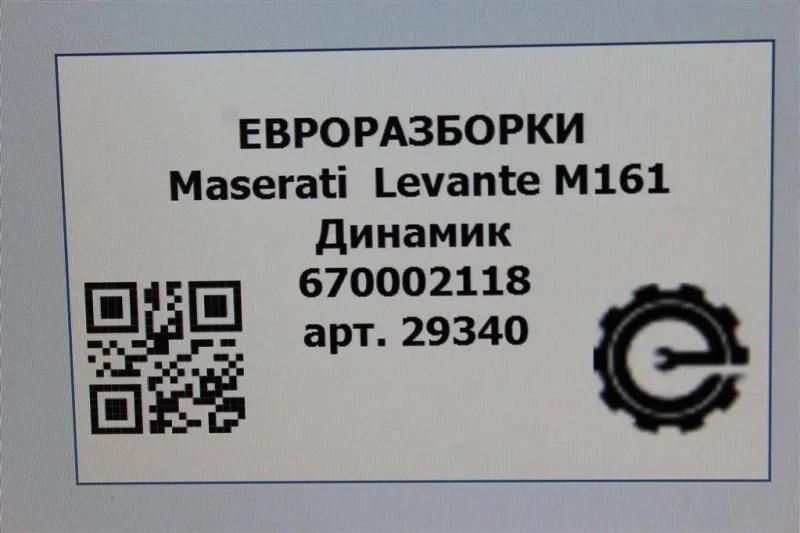 ЕВРОРАЗБОРКИ
Maserati Levante M161
Динамик
670002118
арт. 29340